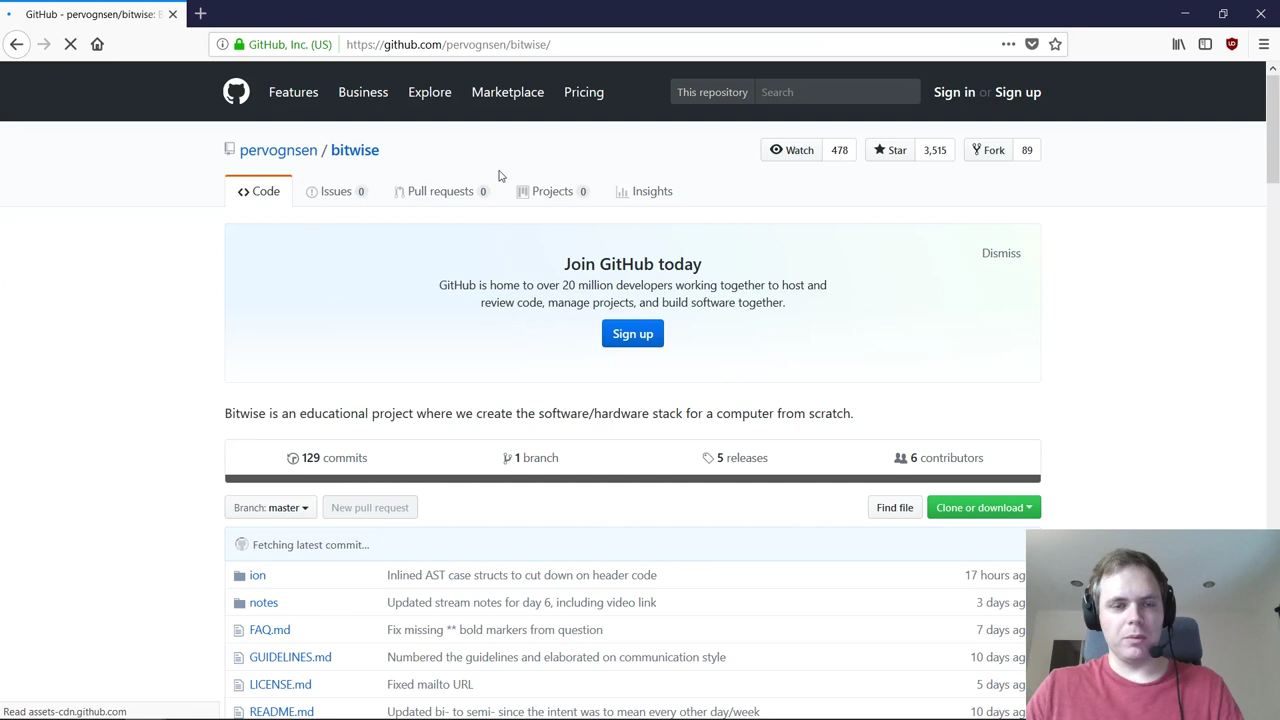 GitHub - pervognsen/bitwise: B
GitHub, Inc. (US) https://github.com/pervognsen/bitwise/
Features Business Explore Marketplace Pricing This repository Search Sign in or Sign up
pervognsen / bitwise Watch 478 Star 3,515 Fork 89
Code Issues 0 Pull requests 0 Projects 0 Insights
Dismiss
Join GitHub today
GitHub is home to over 20 million developers working together to host and
review code, manage projects, and build software together.
Sign up
Bitwise is an educational project where we create the software/hardware stack for a computer from scratch.
129 commits 1 branch 5 releases 6 contributors
Branch: master New pull request Find file Clone or download
Fetching latest commit...
ion Inlined AST case structs to cut down on header code 17 hours ag
notes Updated stream notes for day 6, including video link 3 days ag
FAQ.md Fix missing ** bold markers from question 7 days ag
GUIDELINES.md Numbered the guidelines and elaborated on communication style 10 days ag
LICENSE.md Fixed mailto URL 5 days ag
README.md Updated bi- to semi- since the intent was to mean every other day/week 10 days ag
Read assets-cdn.github.com